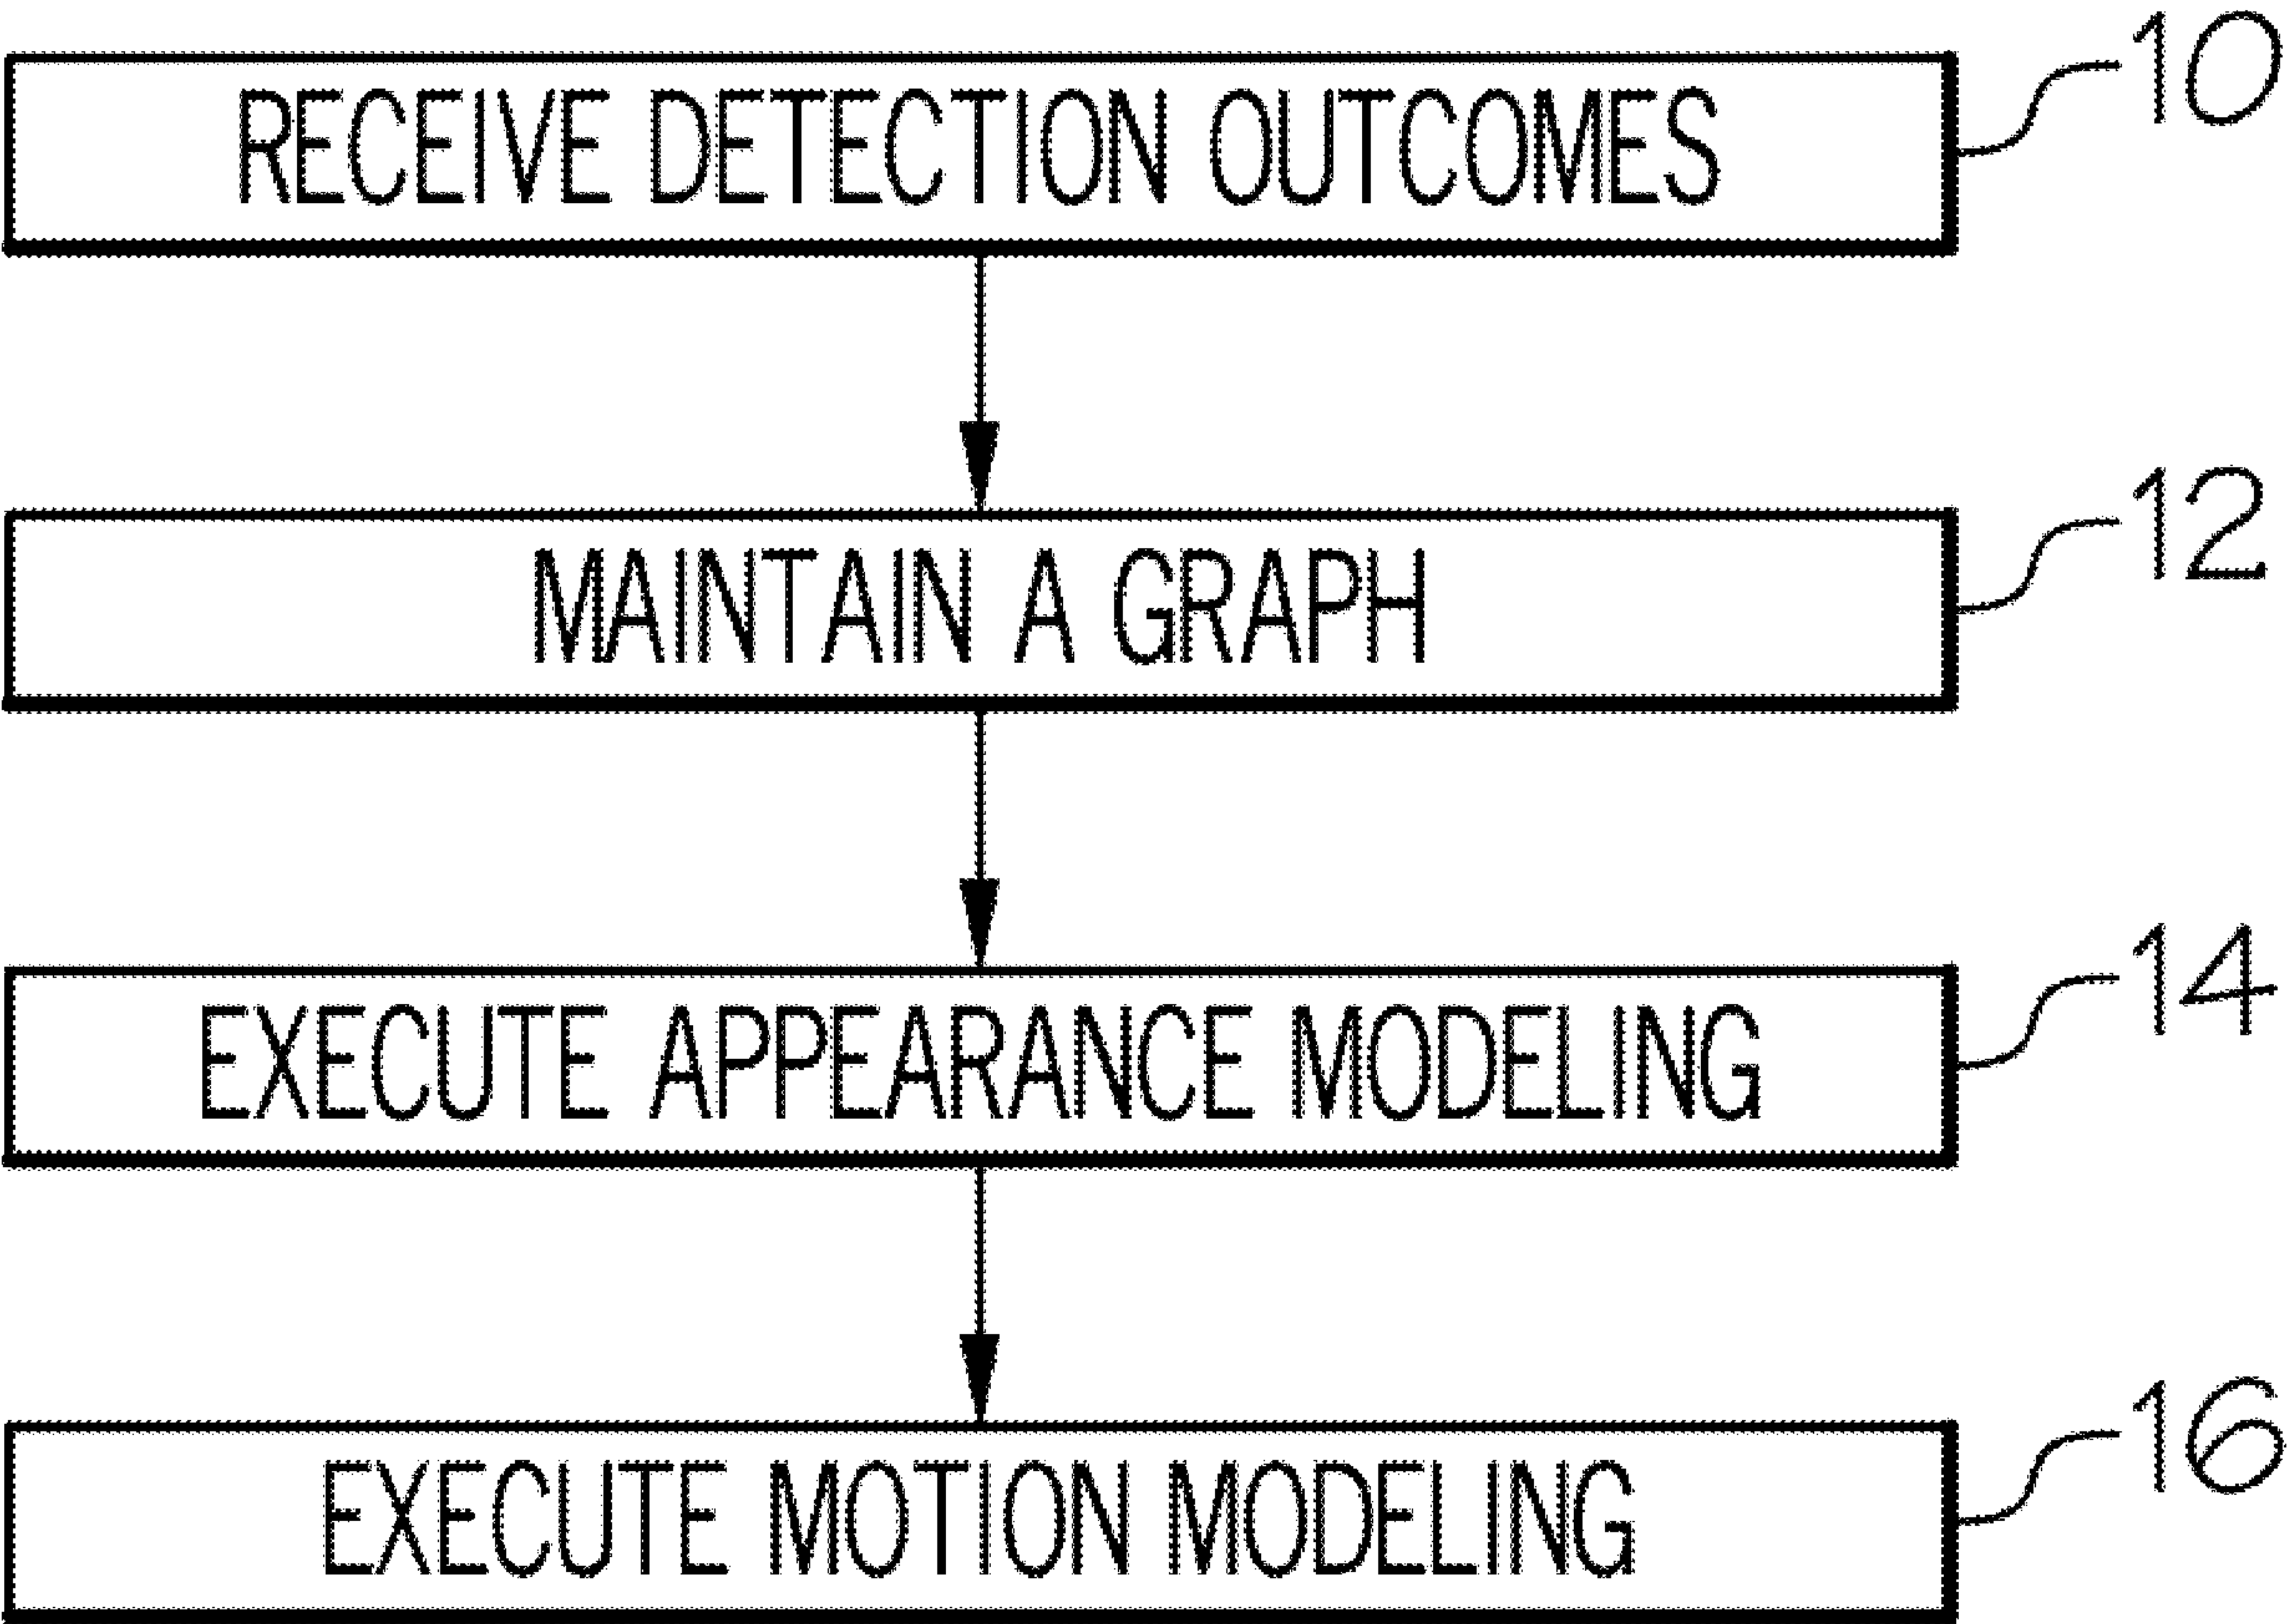 RECEIVE DETECTION OUTCOMES
10
MAINTAIN A GRAPH
12
EXECUTE APPEARANCE MODELING
14
EXECUTE MOTION MODELING
16